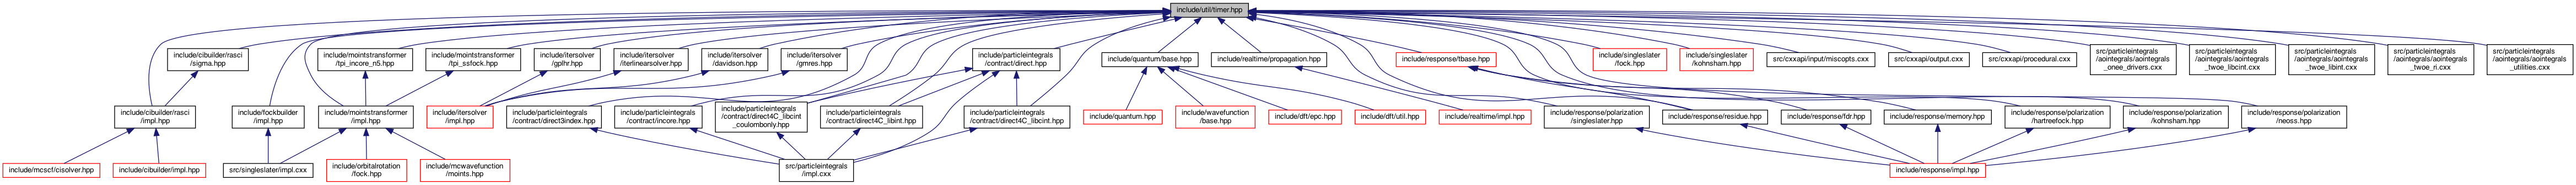 include/util/timer.hpp
include/cibuilder/rasci
/sigma.hpp
include/mointstransformer
/tpi_incore_n5.hpp
include/mointstransformer
/tpi_ssfock.hpp
include/itersolver
/gplhr.hpp
include/itersolver
/iterlinearsolver.hpp
include/itersolver
/davidson.hpp
include/itersolver
/gmres.hpp
include/particleintegrals
/contract/direct.hpp
include/quantum/base.hpp
include/realtime/propagation.hpp
include/response/tbase.hpp
include/singleslater
/fock.hpp
include/singleslater
/kohnsham.hpp
src/cxxapi/input/miscopts.cxx
src/cxxapi/output.cxx
src/cxxapi/procedural.cxx
src/particleintegrals
/aointegrals/aointegrals
_onee_drivers.cxx
src/particleintegrals
/aointegrals/aointegrals
_twoe_libcint.cxx
src/particleintegrals
/aointegrals/aointegrals
_twoe_libint.cxx
src/particleintegrals
/aointegrals/aointegrals
_twoe_ri.cxx
src/particleintegrals
/aointegrals/aointegrals
_utilities.cxx
include/cibuilder/rasci
/impl.hpp
include/fockbuilder
/impl.hpp
include/mointstransformer
/impl.hpp
include/itersolver
/impl.hpp
include/particleintegrals
/contract/direct3index.hpp
include/particleintegrals
/contract/incore.hpp
include/particleintegrals
/contract/direct4C_libcint
_coulombonly.hpp
include/particleintegrals
/contract/direct4C_libint.hpp
include/particleintegrals
/contract/direct4C_libcint.hpp
include/quantum.hpp
include/wavefunction
/base.hpp
include/dft/epc.hpp
include/dft/util.hpp
include/realtime/impl.hpp
include/response/polarization
/singleslater.hpp
include/response/residue.hpp
include/response/fdr.hpp
include/response/memory.hpp
include/response/polarization
/hartreefock.hpp
include/response/polarization
/kohnsham.hpp
include/response/polarization
/neoss.hpp
include/mcscf/cisolver.hpp
include/cibuilder/impl.hpp
src/singleslater/impl.cxx
include/orbitalrotation
/fock.hpp
include/mcwavefunction
/moints.hpp
src/particleintegrals
/impl.cxx
include/response/impl.hpp